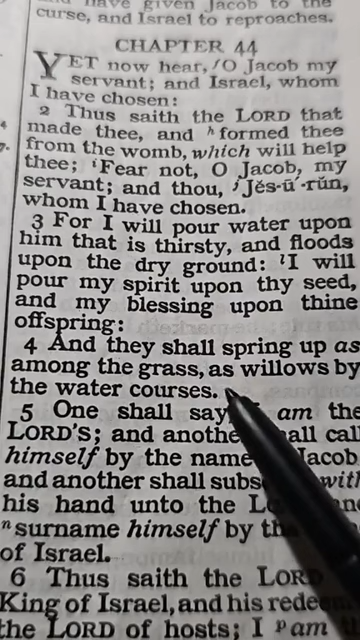 have given Jacob to the
curse, and Israel to reproaches.
CHAPTER 44
YET now hear, f O Jacob my
servant; and Israel, whom
I have chosen:
2 Thus saith the LORD that
made thee, and h formed thee
from the womb, which will help
thee; i Fear not, O Jacob, my
servant; and thou, j Jĕs-ū´-rŭn,
whom I have chosen.
3 For I will pour water upon
him that is thirsty, and floods
upon the dry ground: l I will
pour my spirit upon thy seed,
and my blessing upon thine
offspring:
4 And they shall spring up as
among the grass, as willows by
the water courses.
5 One shall say, am the
LORD'S; and call
himself by the name Jacob
and another shall with
his hand unto the
n surname himself by
of Israel.
6 Thus saith the LORD
King of Israel, and his
the LORD of hosts; I p am